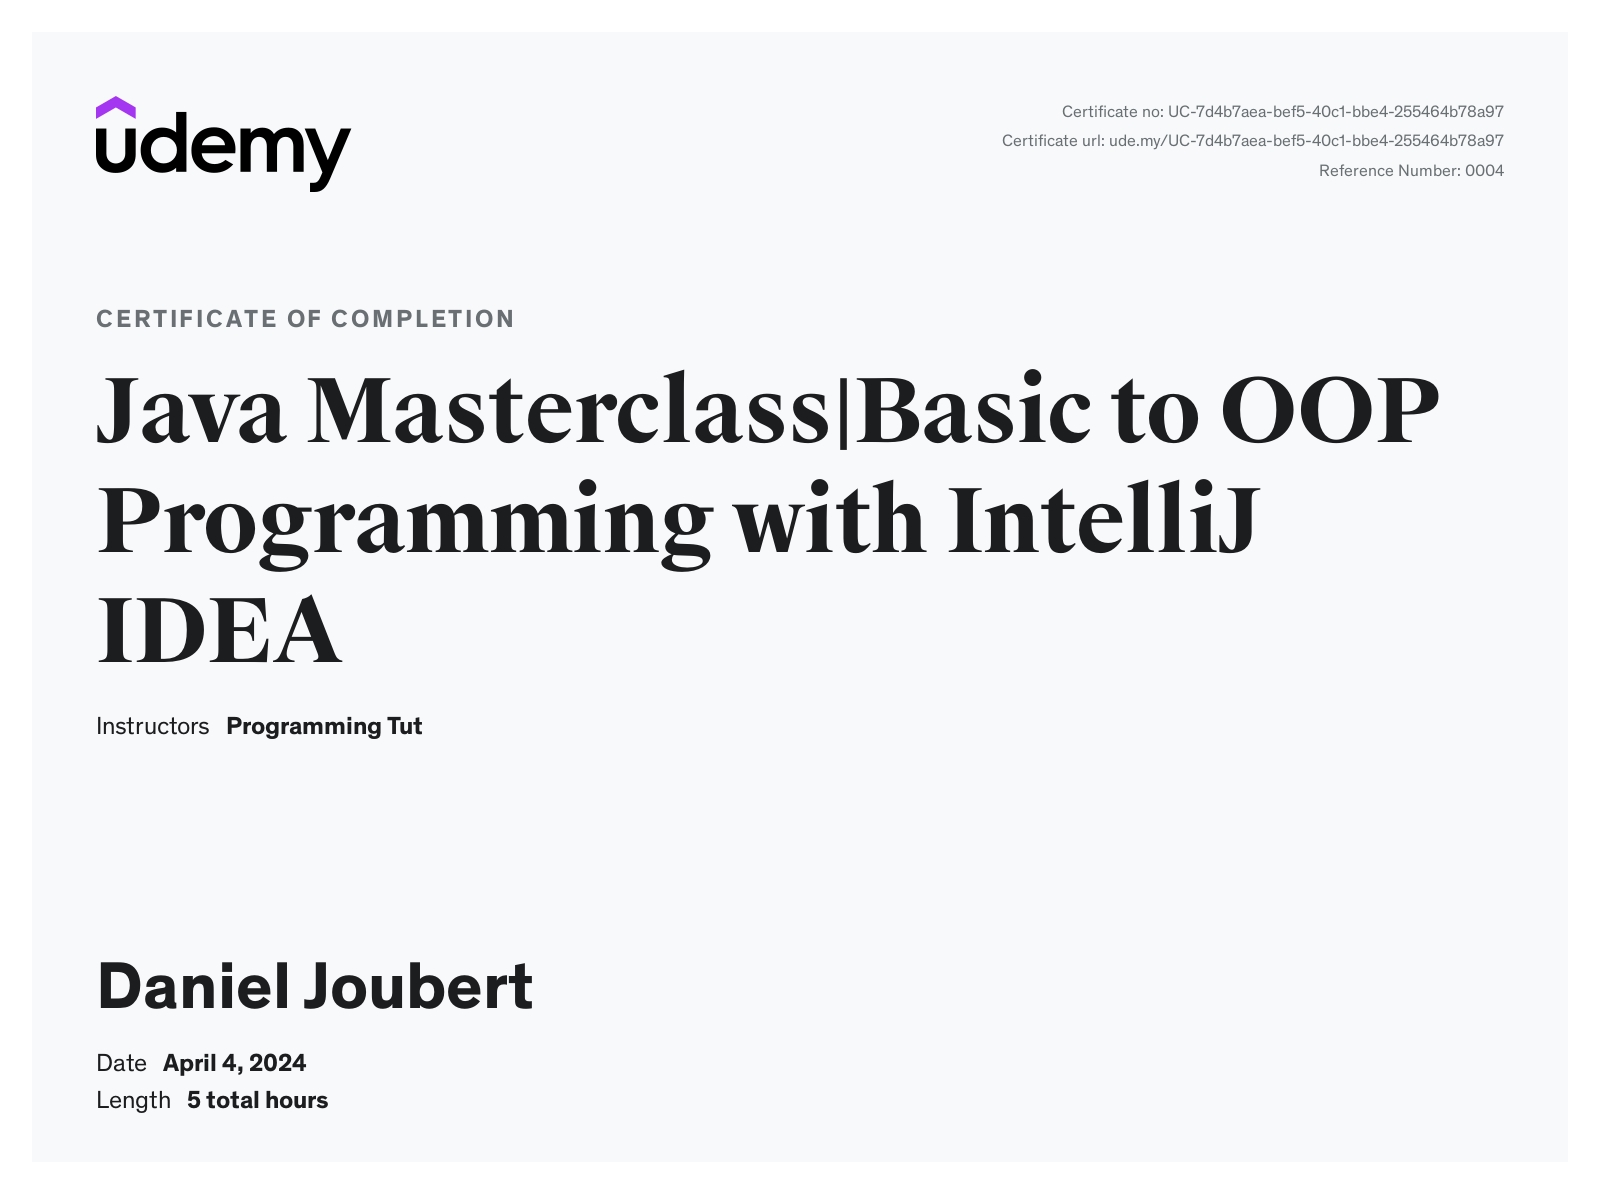 udemy
Certificate no: UC-7d4b7aea-bef5-40c1-bbe4-255464b78a97
Certificate url: ude.my/UC-7d4b7aea-bef5-40c1-bbe4-255464b78a97
Reference Number: 0004
CERTIFICATE OF COMPLETION
Java Masterclass|Basic to OOP
Programming with IntelliJ
IDEA
Instructors Programming Tut
Daniel Joubert
Date April 4, 2024
Length 5 total hours